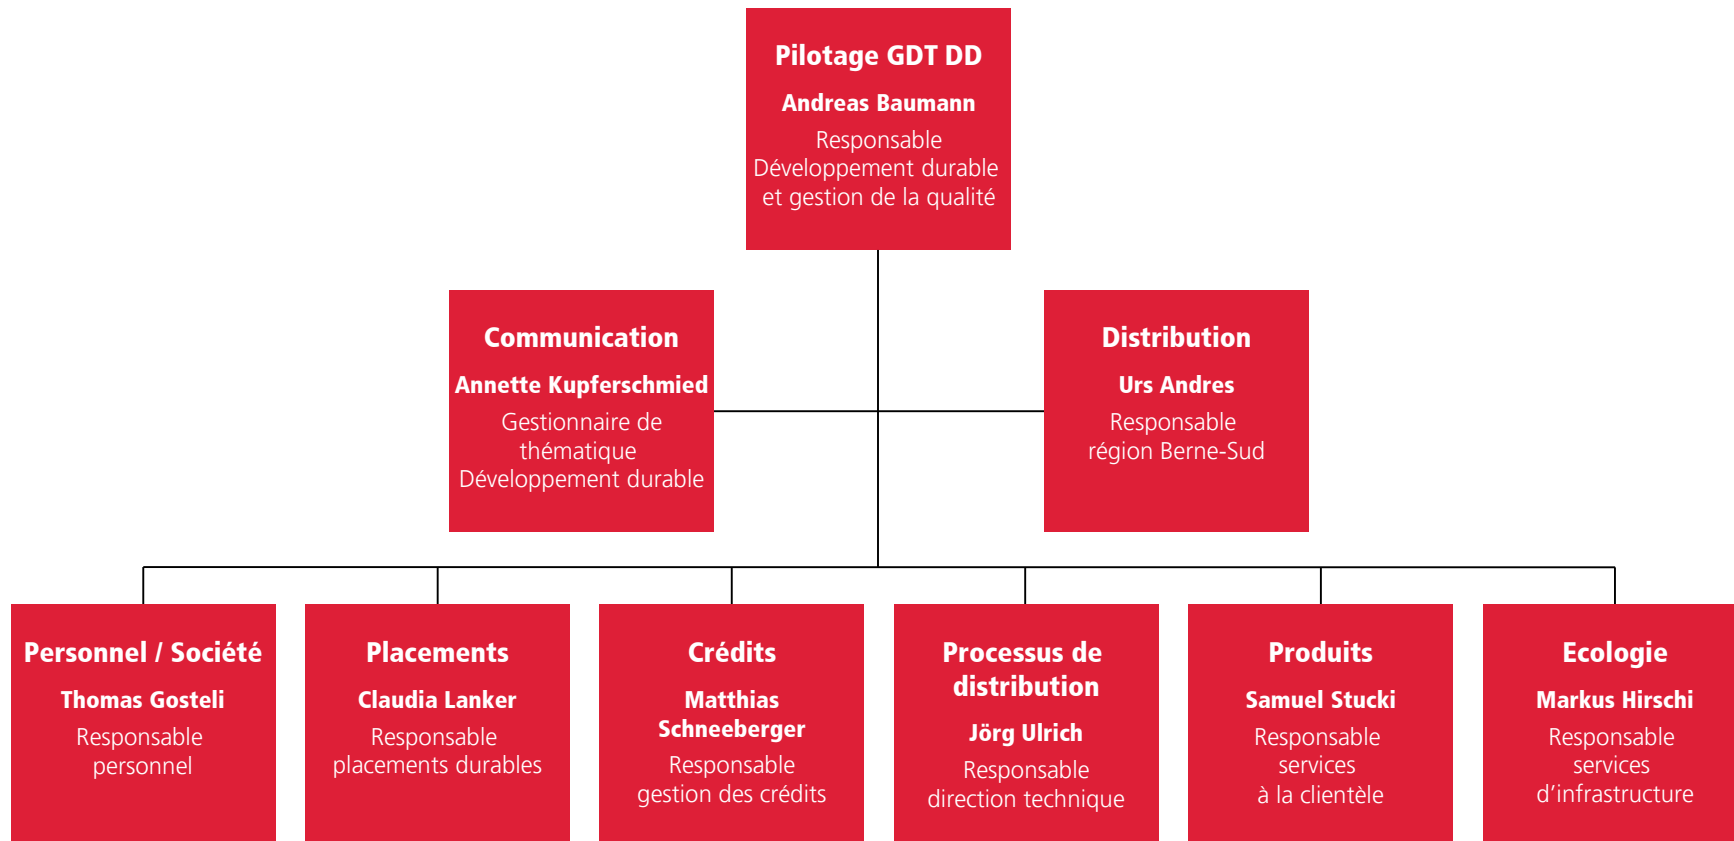 Pilotage GDT DD
Andreas Baumann
Responsable
Développement durable
et gestion de la qualité
Communication
Annette Kupferschmied
Gestionnaire de
thématique
Développement durable
Distribution
Urs Andres
Responsable
région Berne-Sud
Personnel / Société
Thomas Gosteli
Responsable
personnel
Placements
Claudia Lanker
Responsable
placements durables
Crédits
Matthias
Schneeberger
Responsable
gestion des crédits
Processus de
distribution
Jörg Ulrich
Responsable
direction technique
Produits
Samuel Stucki
Responsable
services
à la clientèle
Ecologie
Markus Hirschi
Responsable
services
d’infrastructure